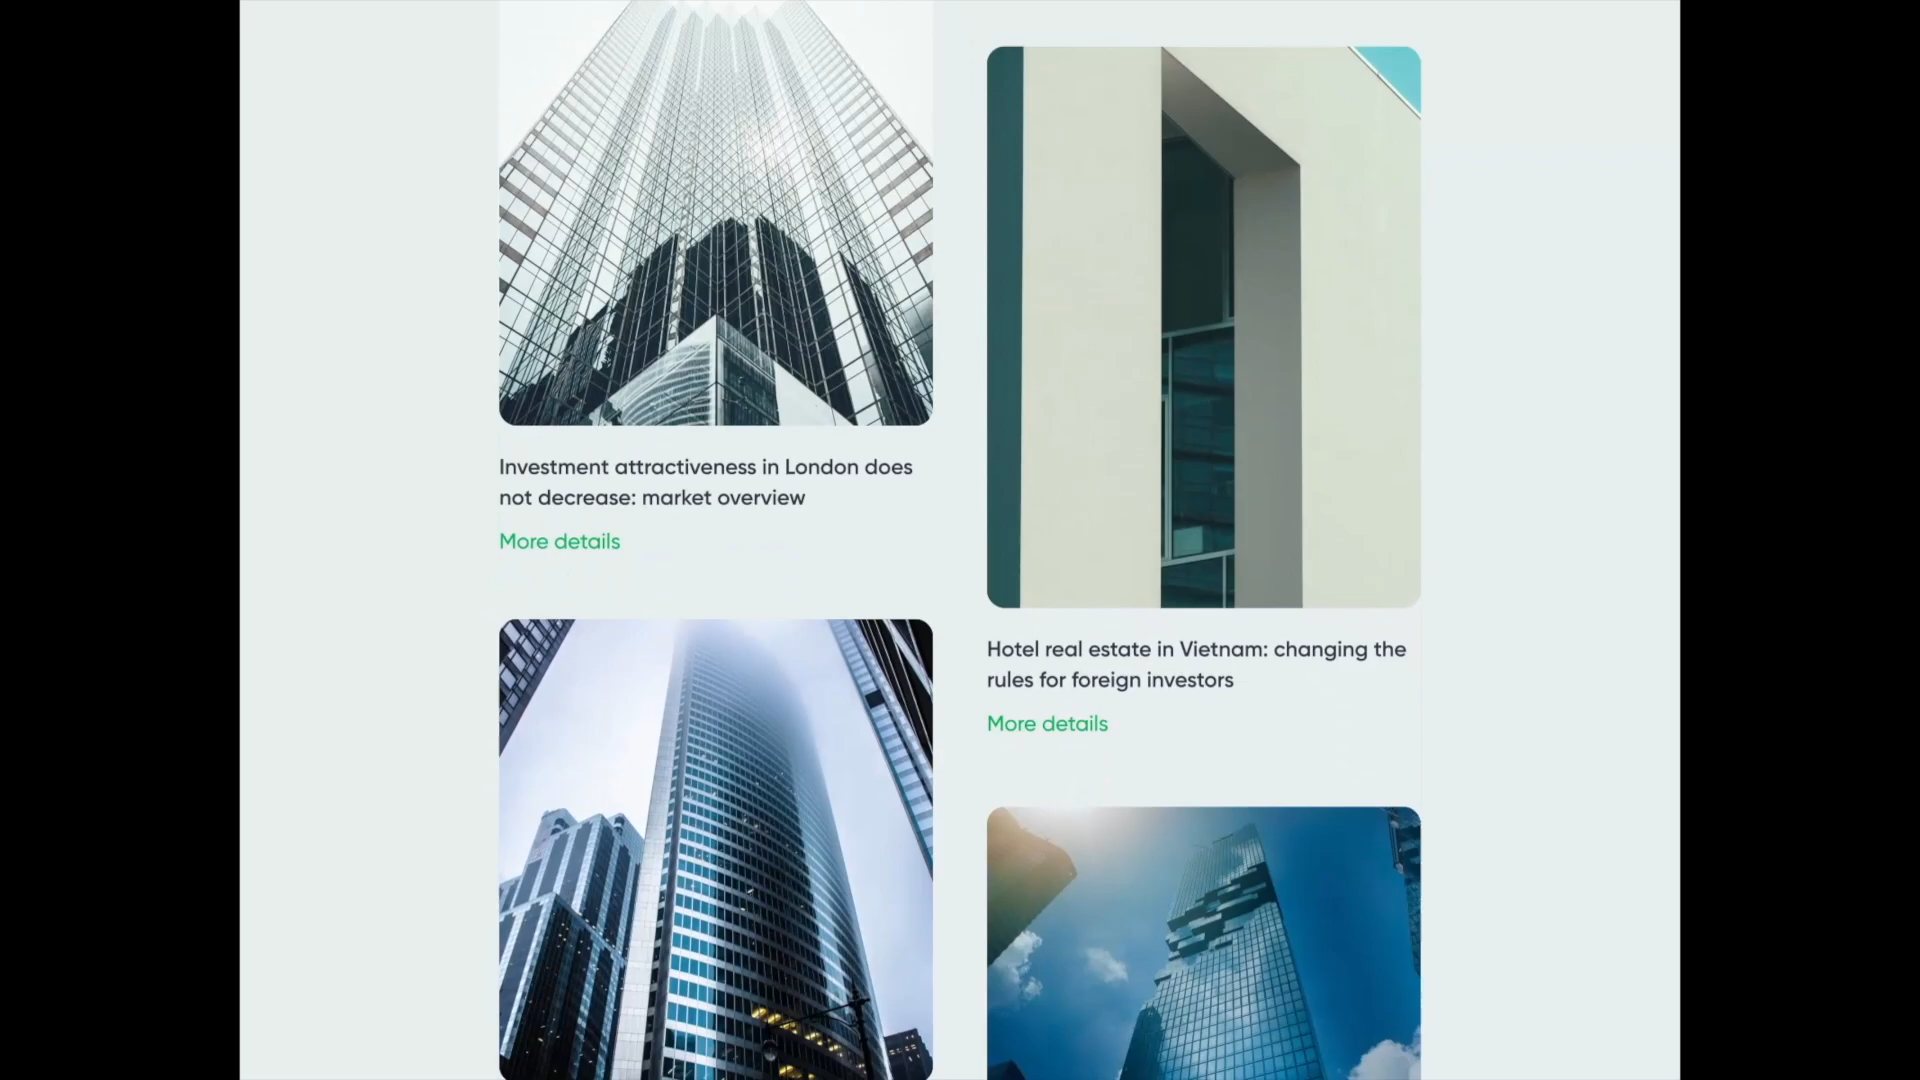 Investment attractiveness in London does
not decrease: market overview
More details
Hotel real estate in Vietnam: changing the
rules for foreign investors
More details